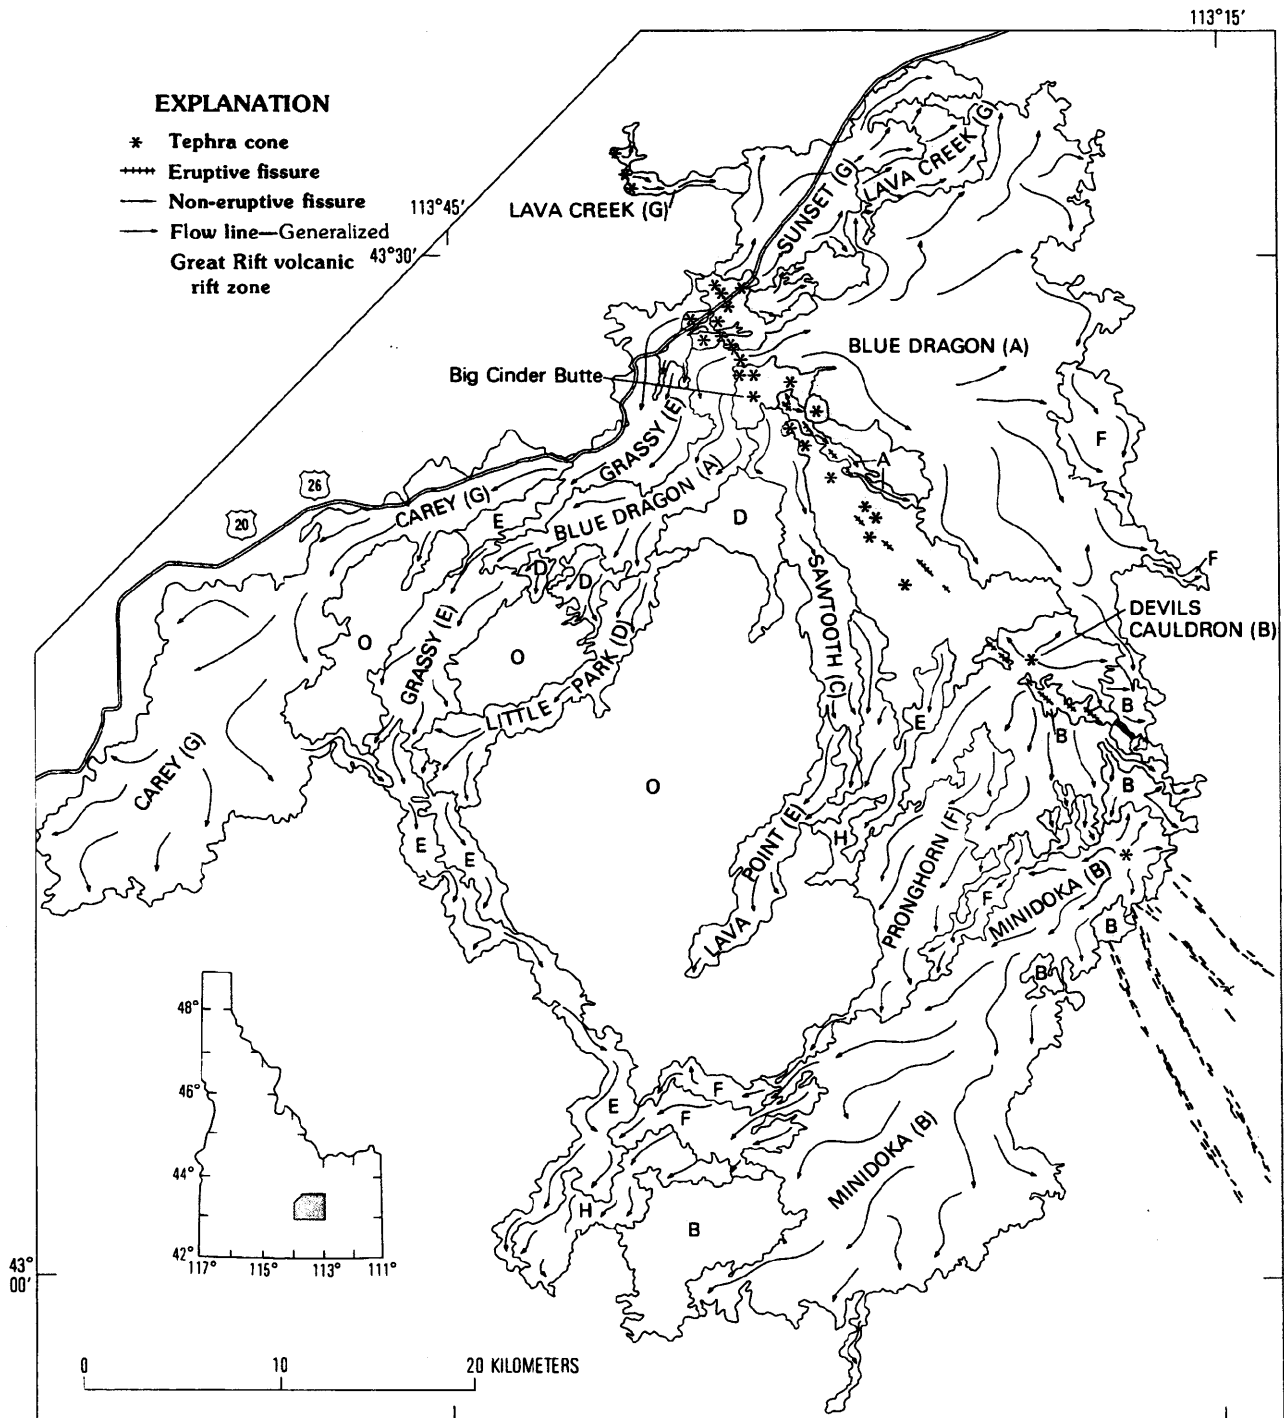 113°15′
EXPLANATION
Tephra cone
Eruptive fissure
Non-eruptive fissure
Flow line—Generalized
Great Rift volcanic
rift zone
113°45′
43°30′
LAVA CREEK (G)
SUNSET (G)
LAVA CREEK (G)
BLUE DRAGON (A)
Big Cinder Butte
F
GRASSY (E)
A
26
20
CAREY (G)
E
BLUE DRAGON (A)
D
D
D
F
DEVILS
CAULDRON (B)
SAWTOOTH (C)
O
GRASSY (E)
O
LITTLE PARK (D)
E
B
B
CAREY (G)
O
B
LAVA POINT (E)
H
PRONGHORN (F)
E
E
F
MINIDOKA (B)
B
B
48°
46°
44°
42°
117°
115°
113°
111°
F
E
F
MINIDOKA (B)
H
B
43°
00′
0
10
20 KILOMETERS